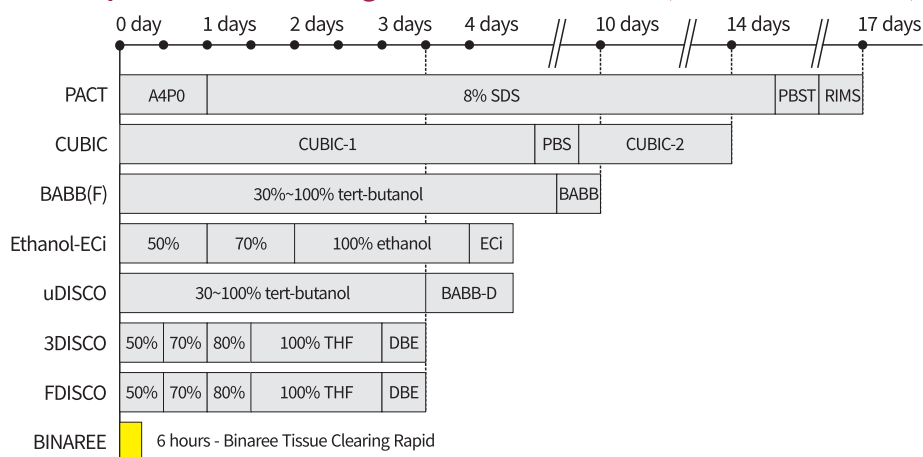 0 day 1 days 2 days 3 days 4 days 10 days 14 days 17 days
PACT A4P0 8% SDS PBST RIMS
CUBIC CUBIC-1 PBS CUBIC-2
BABB(F) 30%~100% tert-butanol BABB
Ethanol-ECi 50% 70% 100% ethanol ECi
uDISCO 30~100% tert-butanol BABB-D
3DISCO 50% 70% 80% 100% THF DBE
FDISCO 50% 70% 80% 100% THF DBE
BINAREE 6 hours - Binaree Tissue Clearing Rapid